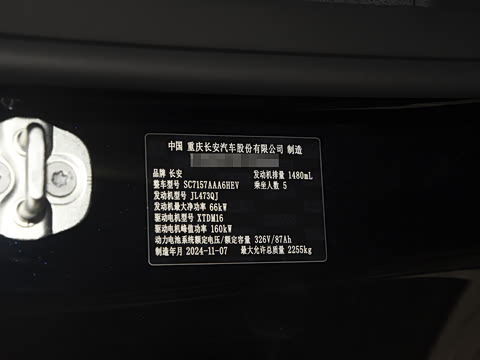 中国 重庆长安汽车股份有限公司 制造
品牌 长安 发动机排量 1480mL
整车型号 SC7157AAA6HEV 乘坐人数 5
发动机型号 JL473QJ
发动机最大净功率 66kW
驱动电机型号 XTDM16
驱动电机峰值功率 160kW
动力电池系统额定电压/额定容量 326V/87Ah
制造年月 2024-11-07 最大允许总质量 2255kg